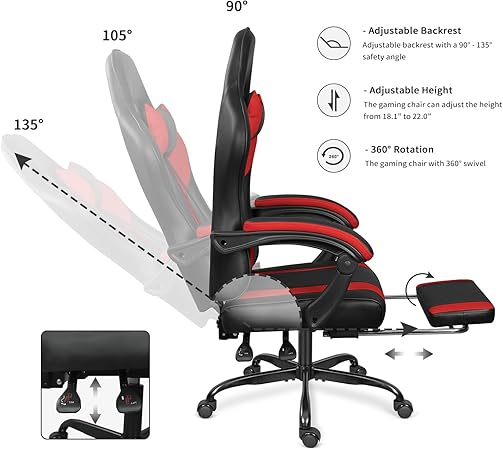 90°
105°
135°
- Adjustable Backrest
Adjustable backrest with a 90° - 135°
safety angle
- Adjustable Height
The gaming chair can adjust the height
from 18.1" to 22.0"
360°
- 360° Rotation
The gaming chair with 360° swivel